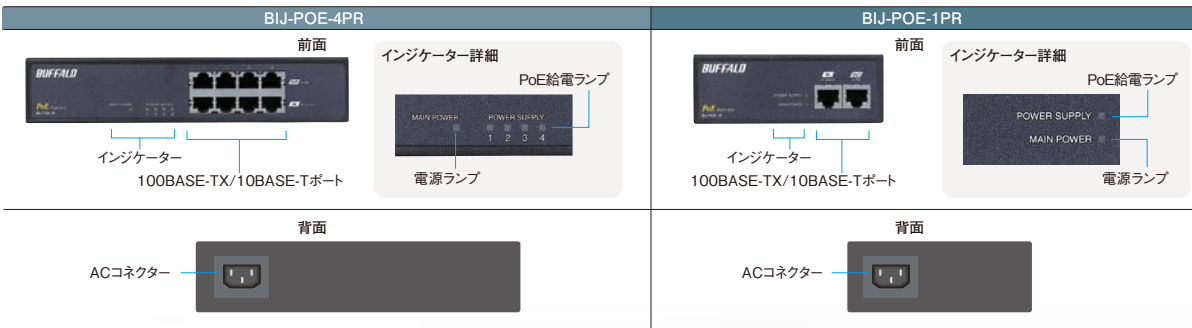 BIJ-POE-4PR
前面
BUFFALO
PoE
インジケーター
100BASE-TX/10BASE-Tポート
インジケーター詳細
PoE給電ランプ
MAIN POWER
POWER SUPPLY
1 2 3 4
電源ランプ
背面
ACコネクター
BIJ-POE-1PR
前面
BUFFALO
PoE
POWER SUPPLY
MAIN POWER
インジケーター
100BASE-TX/10BASE-Tポート
インジケーター詳細
PoE給電ランプ
POWER SUPPLY
MAIN POWER
電源ランプ
背面
ACコネクター